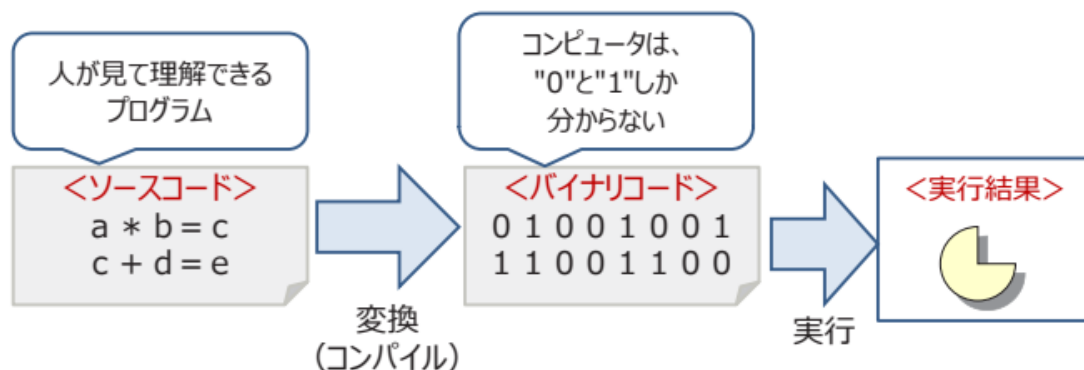 人が見て理解できる
プログラム
コンピュータは、
"0"と"1"しか
分からない
<ソースコード>
a * b = c
c + d = e
変換
(コンパイル)
<バイナリコード>
0 1 0 0 1 0 0 1
1 1 0 0 1 1 0 0
実行
<実行結果>